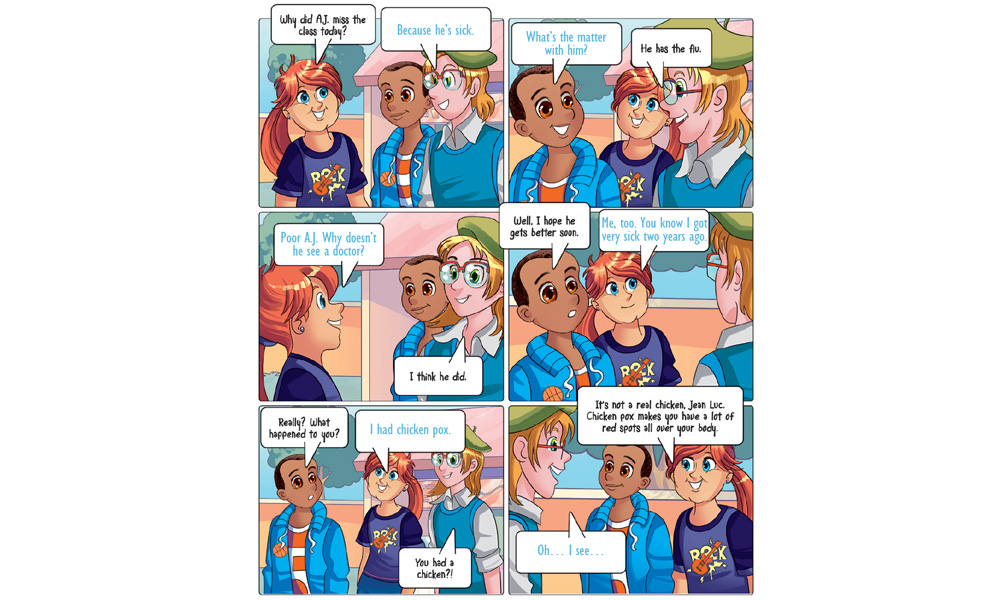 Why did A.J. miss the
class today?
Because he's sick.
ROCK
What's the matter
with him?
He has the flu.
ROCK
Poor A.J. Why doesn't
he see a doctor?
I think he did.
Well, I hope he
gets better soon.
Me, too. You know I got
very sick two years ago.
ROCK
Really? What
happened to you?
I had chicken pox.
You had a
chicken?!
ROCK
It's not a real chicken, Jean Luc.
Chicken pox makes you have a lot of
red spots all over your body.
Oh... I see...
ROCK